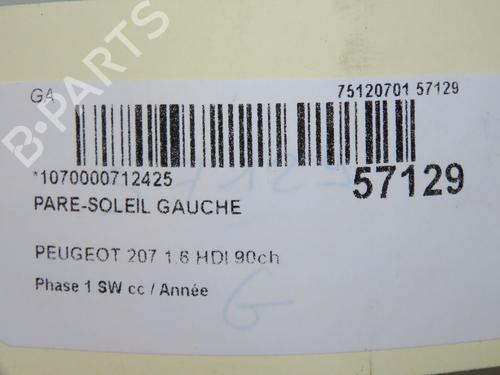 GA 75120701 57129
*1070000712425 57129
PARE-SOLEIL GAUCHE
PEUGEOT 207 1.6 HDI 90ch
Phase 1 SW cc / Année
G
B-PARTS